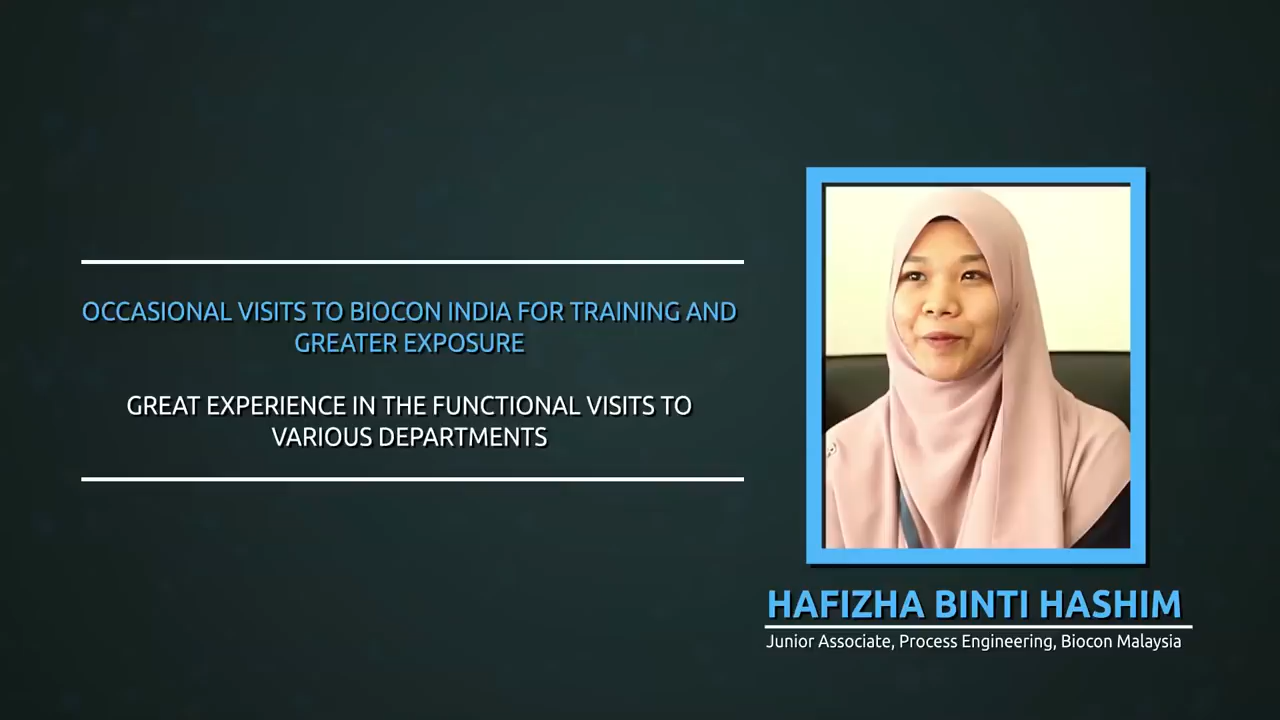 OCCASIONAL VISITS TO BIOCON INDIA FOR TRAINING AND
GREATER EXPOSURE
GREAT EXPERIENCE IN THE FUNCTIONAL VISITS TO
VARIOUS DEPARTMENTS
HAFIZHA BINTI HASHIM
Junior Associate, Process Engineering, Biocon Malaysia